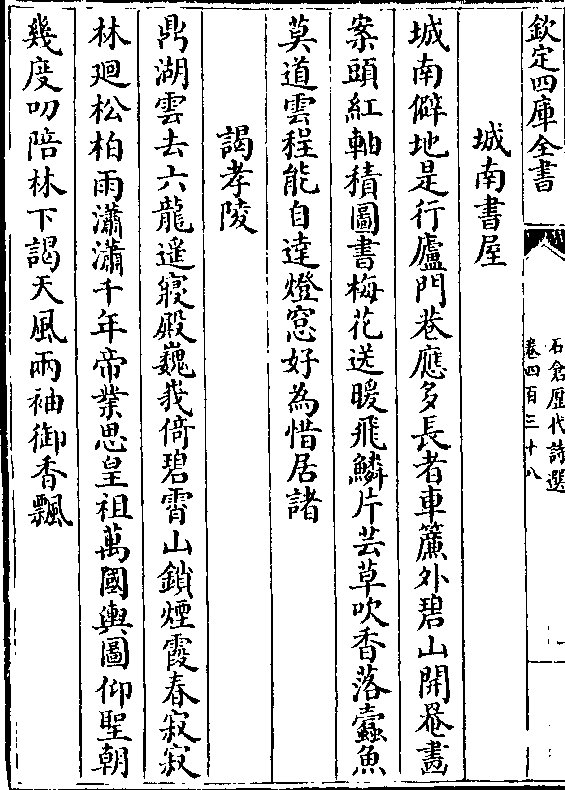 欽定四庫全書
石倉歷代詩選
卷四百三十八
城南書屋
城南僻地是行廬門巷應多長者車簾外碧山開罨畵
案頭紅軸積圖書梅花送暖飛鱗片芸草吹香落蠧魚
莫道雲程能自達燈窓好為惜居諸
謁孝陵
鼎湖雲去六龍遥寢殿巍峩倚碧霄山鎖煙霞春寂寂
林廻松柏雨瀟瀟千年帝業思皇祖萬國輿圖仰聖朝
幾度叨陪林下謁天風兩袖御香飄